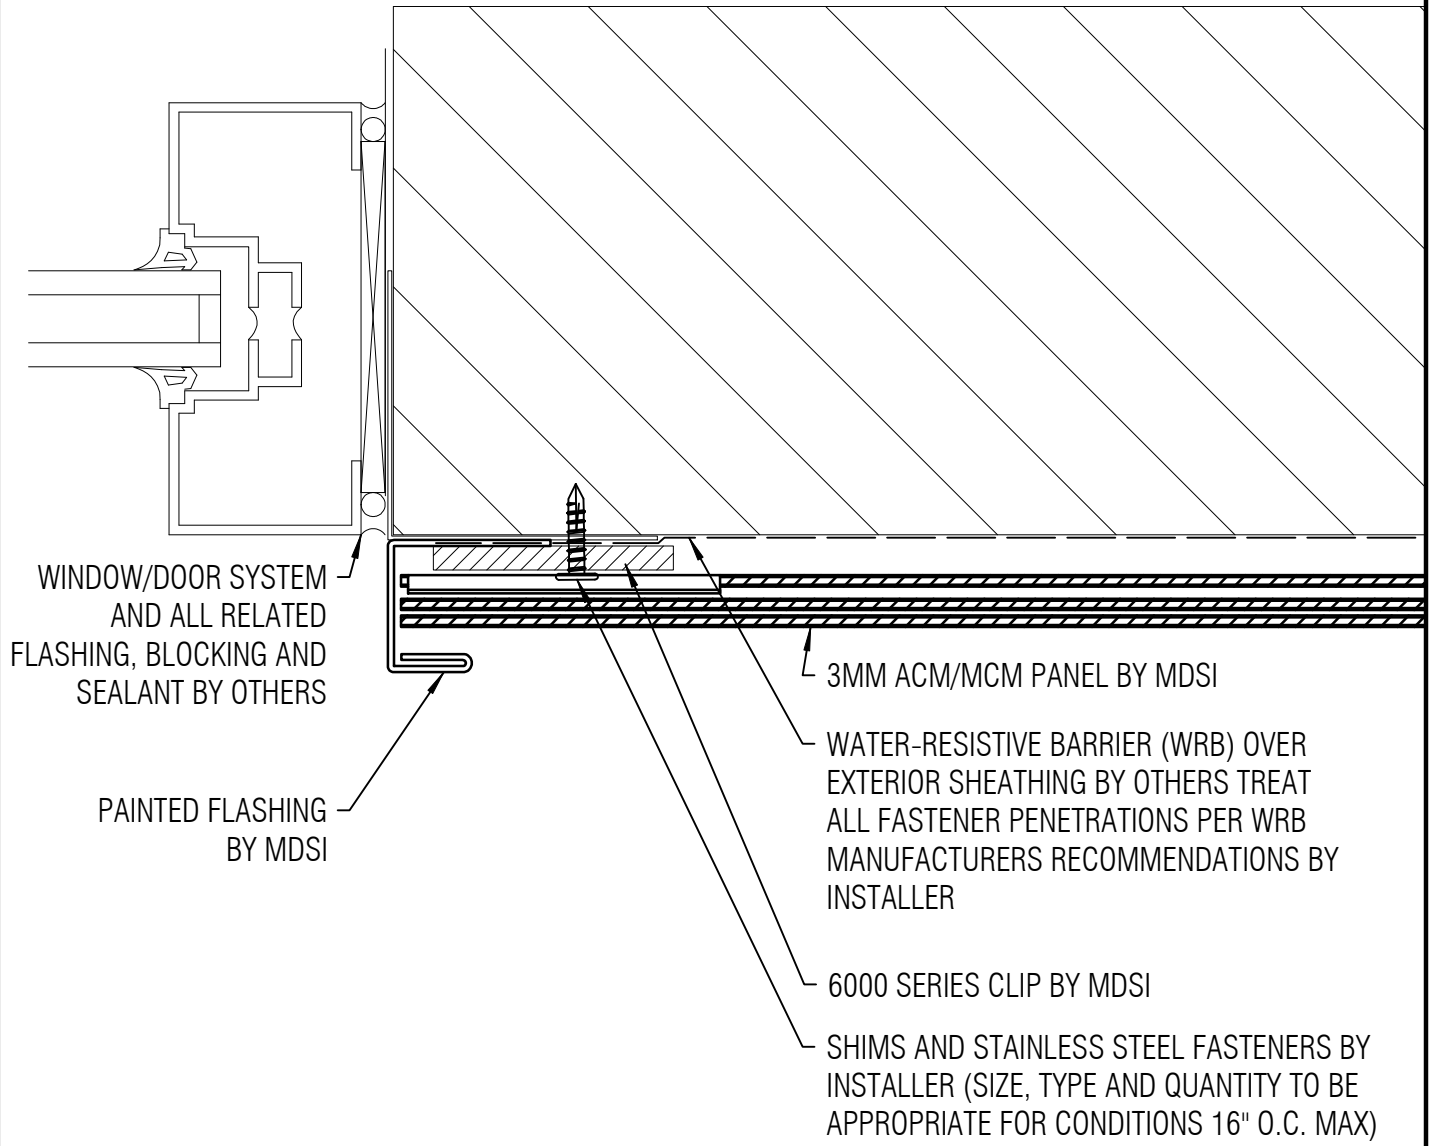 WINDOW/DOOR SYSTEM
AND ALL RELATED
FLASHING, BLOCKING AND
SEALANT BY OTHERS
PAINTED FLASHING
BY MDSI
3MM ACM/MCM PANEL BY MDSI
WATER-RESISTIVE BARRIER (WRB) OVER
EXTERIOR SHEATHING BY OTHERS TREAT
ALL FASTENER PENETRATIONS PER WRB
MANUFACTURERS RECOMMENDATIONS BY
INSTALLER
6000 SERIES CLIP BY MDSI
SHIMS AND STAINLESS STEEL FASTENERS BY
INSTALLER (SIZE, TYPE AND QUANTITY TO BE
APPROPRIATE FOR CONDITIONS 16" O.C. MAX)